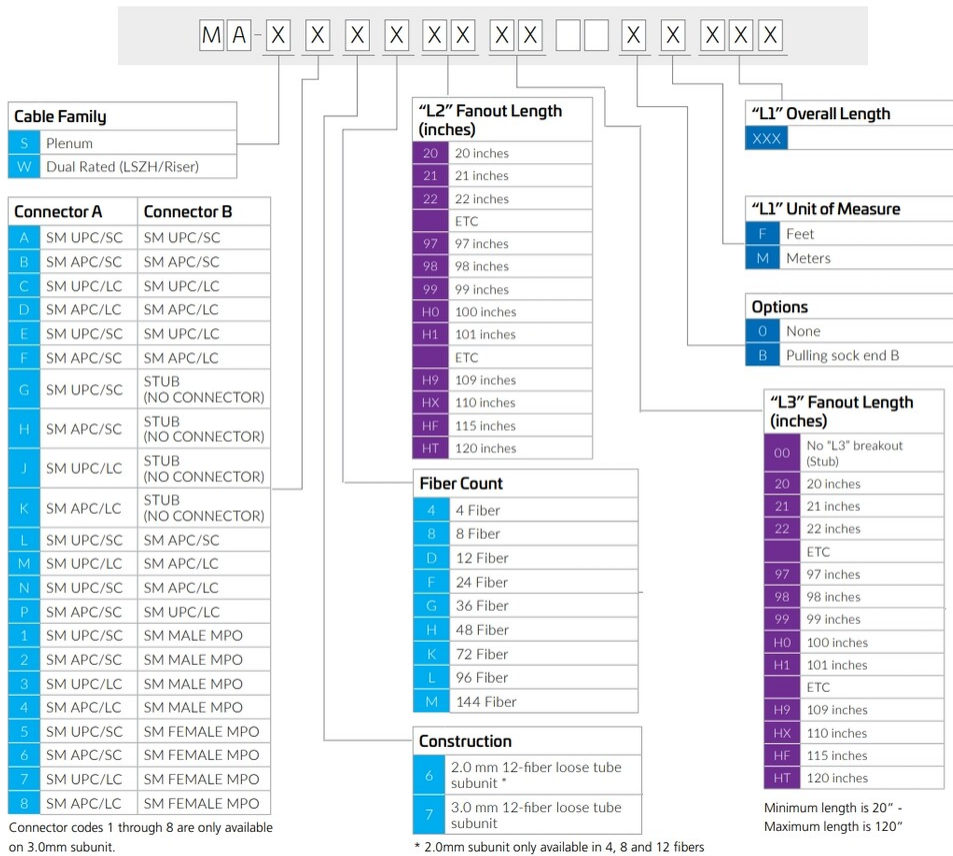 MA-X X X X XX XX X X XXX
Cable Family
S Plenum
W Dual Rated (LSZH/Riser)
Connector A Connector B
A SM UPC/SC SM UPC/SC
B SM APC/SC SM APC/SC
C SM UPC/LC SM UPC/LC
D SM APC/LC SM APC/LC
E SM UPC/SC SM UPC/LC
F SM APC/SC SM APC/LC
G SM UPC/SC STUB
(NO CONNECTOR)
H SM APC/SC STUB
(NO CONNECTOR)
J SM UPC/LC STUB
(NO CONNECTOR)
K SM APC/LC STUB
(NO CONNECTOR)
L SM UPC/SC SM APC/SC
M SM UPC/LC SM APC/LC
N SM UPC/SC SM APC/LC
P SM APC/SC SM UPC/LC
1 SM UPC/SC SM MALE MPO
2 SM APC/SC SM MALE MPO
3 SM UPC/LC SM MALE MPO
4 SM APC/LC SM MALE MPO
5 SM UPC/SC SM FEMALE MPO
6 SM APC/SC SM FEMALE MPO
7 SM UPC/LC SM FEMALE MPO
8 SM APC/LC SM FEMALE MPO
Connector codes 1 through 8 are only available
on 3.0mm subunit.
“L2” Fanout Length
(inches)
20 20 inches
21 21 inches
22 22 inches
ETC
97 97 inches
98 98 inches
99 99 inches
H0 100 inches
H1 101 inches
ETC
H9 109 inches
HX 110 inches
HF 115 inches
HT 120 inches
Fiber Count
4 4 Fiber
8 8 Fiber
D 12 Fiber
F 24 Fiber
G 36 Fiber
H 48 Fiber
K 72 Fiber
L 96 Fiber
M 144 Fiber
Construction
6 2.0 mm 12-fiber loose tube
subunit *
7 3.0 mm 12-fiber loose tube
subunit
* 2.0mm subunit only available in 4, 8 and 12 fibers
“L1” Overall Length
XXX
“L1” Unit of Measure
F Feet
M Meters
Options
0 None
B Pulling sock end B
“L3” Fanout Length
(inches)
00 No “L3” breakout
(Stub)
20 20 inches
21 21 inches
22 22 inches
ETC
97 97 inches
98 98 inches
99 99 inches
H0 100 inches
H1 101 inches
ETC
H9 109 inches
HX 110 inches
HF 115 inches
HT 120 inches
Minimum length is 20” -
Maximum length is 120”